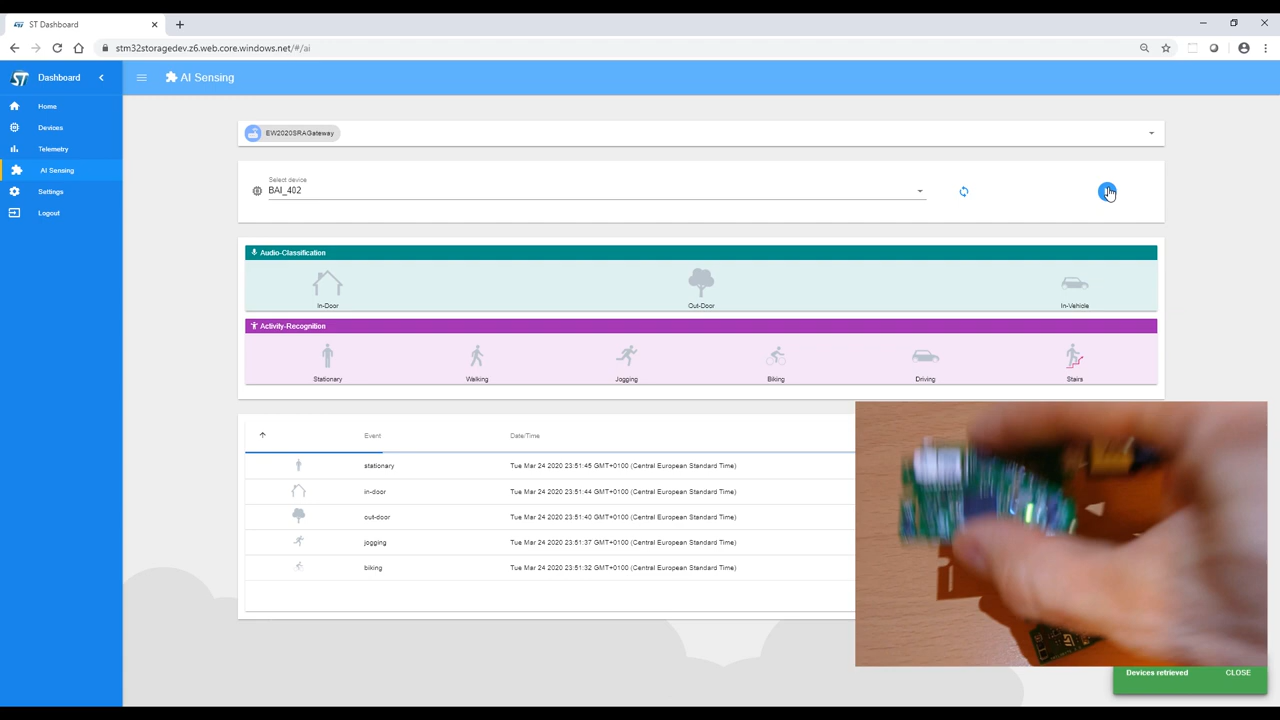 ST Dashboard
stm32storagedev.z6.web.core.windows.net/#/ai
ST Dashboard
AI Sensing
Home
Devices
Telemetry
AI Sensing
Settings
Logout
EW2020SRAGateway
Select device
BAI_402
Audio-Classification
In-Door Out-Door In-Vehicle
Activity-Recognition
Stationary Walking Jogging Biking Driving Stairs
Event Date/Time
stationary Tue Mar 24 2020 23:51:45 GMT+0100 (Central European Standard Time)
in-door Tue Mar 24 2020 23:51:44 GMT+0100 (Central European Standard Time)
out-door Tue Mar 24 2020 23:51:40 GMT+0100 (Central European Standard Time)
jogging Tue Mar 24 2020 23:51:37 GMT+0100 (Central European Standard Time)
biking Tue Mar 24 2020 23:51:32 GMT+0100 (Central European Standard Time)
Devices retrieved CLOSE